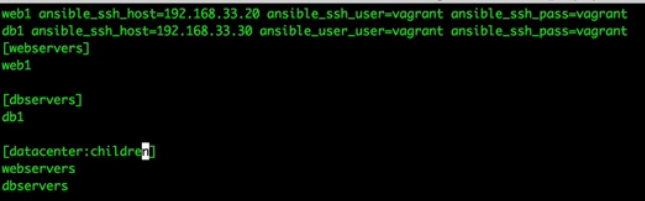 web1 ansible_ssh_host=192.168.33.20 ansible_ssh_user=vagrant ansible_ssh_pass=vagrant
db1 ansible_ssh_host=192.168.33.30 ansible_user_user=vagrant ansible_ssh_pass=vagrant
[webservers]
web1
[dbservers]
db1
[datacenter:children]
webservers
dbservers